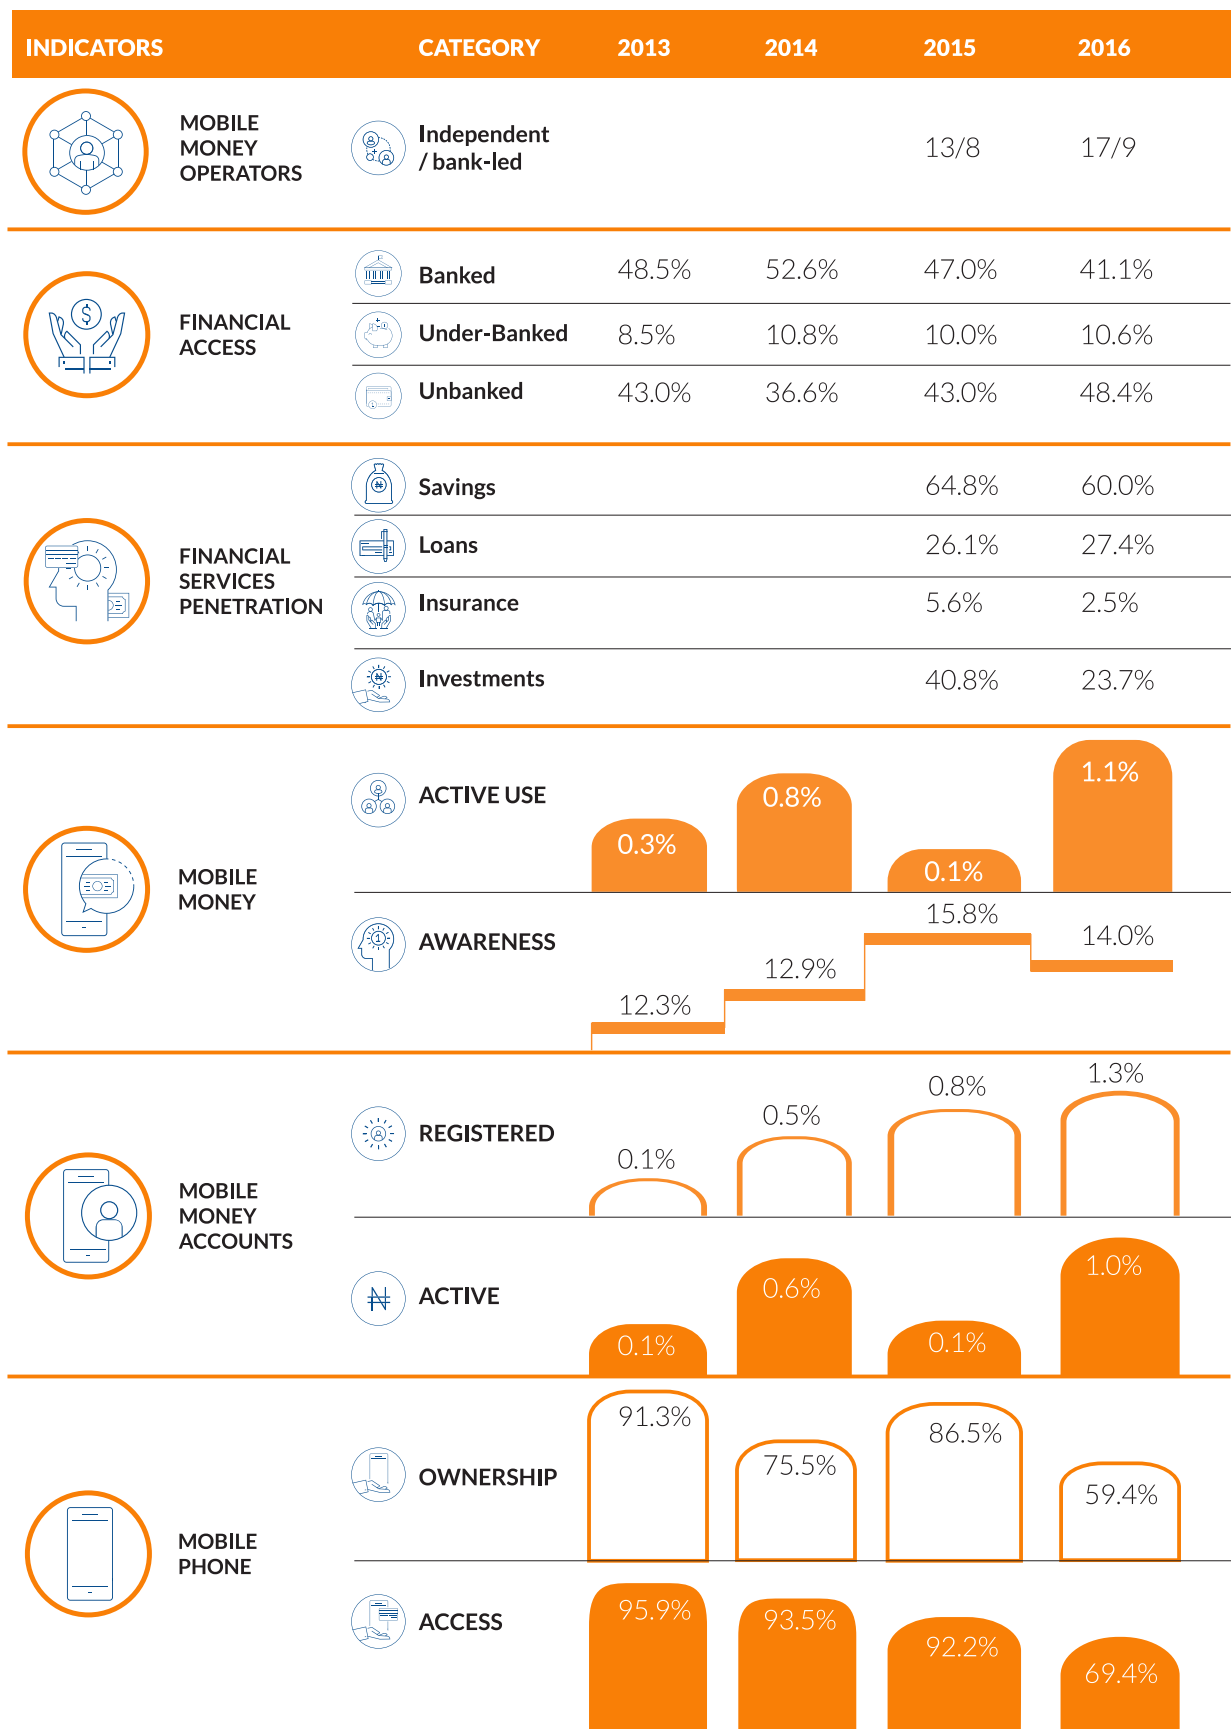 INDICATORS CATEGORY 2013 2014 2015 2016
MOBILE
MONEY
OPERATORS
Independent
/ bank-led
13/8 17/9
FINANCIAL
ACCESS
Banked 48.5% 52.6% 47.0% 41.1%
Under-Banked 8.5% 10.8% 10.0% 10.6%
Unbanked 43.0% 36.6% 43.0% 48.4%
FINANCIAL
SERVICES
PENETRATION
Savings 64.8% 60.0%
Loans 26.1% 27.4%
Insurance 5.6% 2.5%
Investments 40.8% 23.7%
MOBILE
MONEY
ACTIVE USE 0.3% 0.8% 0.1% 1.1%
AWARENESS 12.3% 12.9% 15.8% 14.0%
MOBILE
MONEY
ACCOUNTS
REGISTERED 0.1% 0.5% 0.8% 1.3%
ACTIVE 0.1% 0.6% 0.1% 1.0%
MOBILE
PHONE
OWNERSHIP 91.3% 75.5% 86.5% 59.4%
ACCESS 95.9% 93.5% 92.2% 69.4%